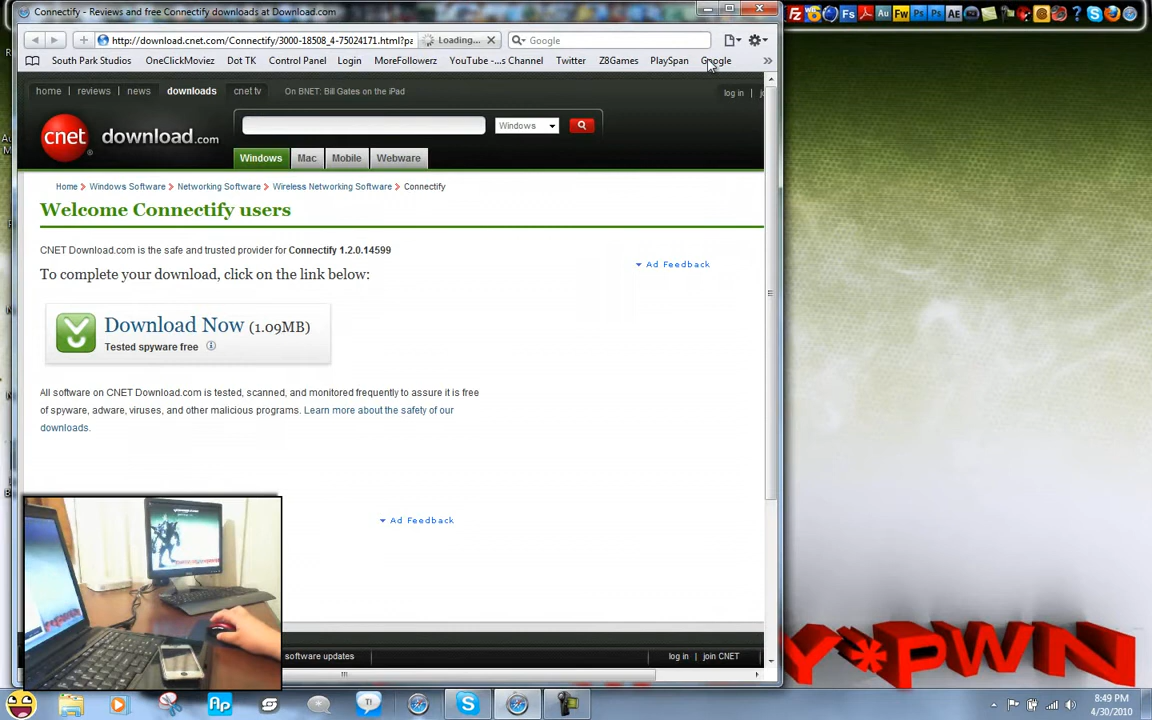 Connectify - Reviews and free Connectify downloads at Download.com
http://download.cnet.com/Connectify/3000-18508_4-75024171.html?pa
Loading...
Google
South Park Studios OneClickMoviez Dot TK Control Panel Login MoreFollowerz YouTube -...s Channel Twitter Z8Games PlaySpan Google »
home reviews news downloads cnet tv On BNET: Bill Gates on the iPad
log in
cnet download.com
Windows
Windows Mac Mobile Webware
Home Windows Software Networking Software Wireless Networking Software Connectify
Welcome Connectify users
CNET Download.com is the safe and trusted provider for Connectify 1.2.0.14599
Ad Feedback
To complete your download, click on the link below:
Download Now (1.09MB)
Tested spyware free
All software on CNET Download.com is tested, scanned, and monitored frequently to assure it is free
of spyware, adware, viruses, and other malicious programs. Learn more about the safety of our
downloads.
Ad Feedback
software updates
log in join CNET
Y*PWN
8:49 PM
4/30/2010